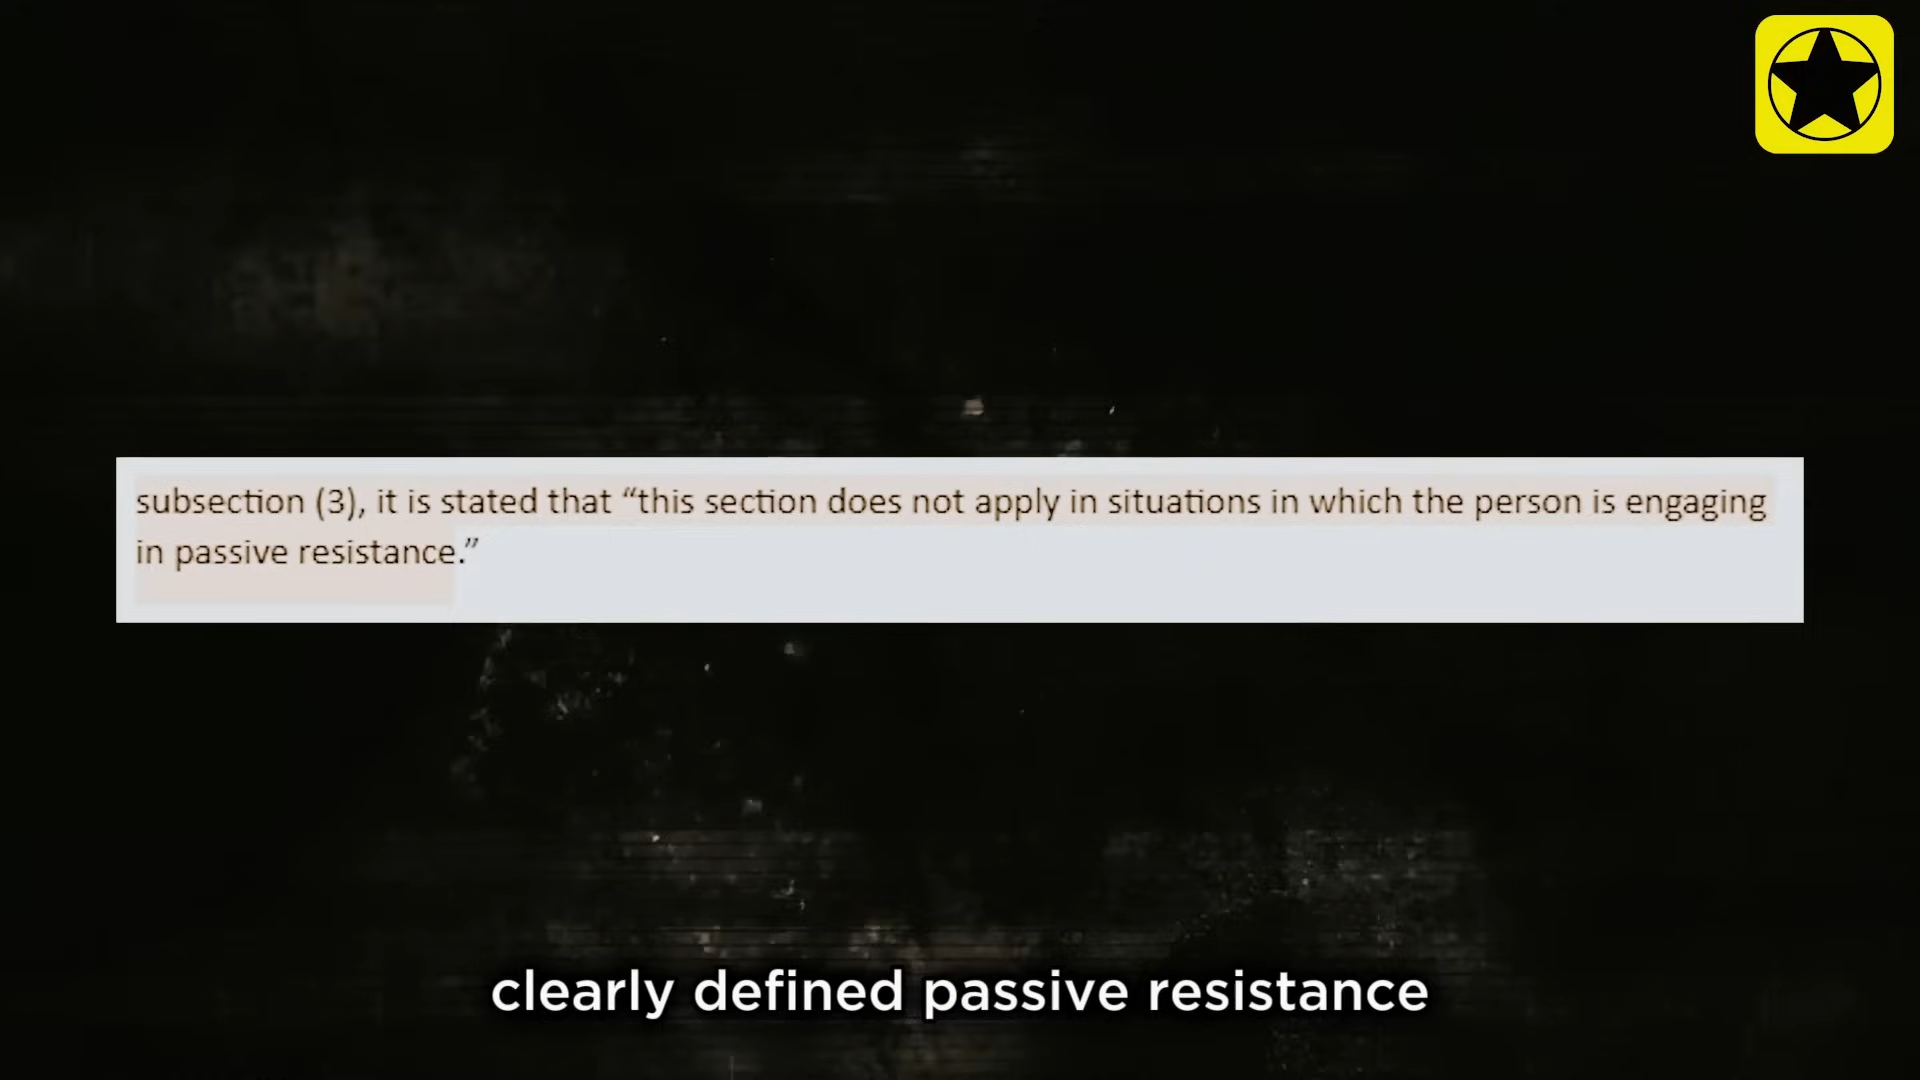 subsection (3), it is stated that “this section does not apply in situations in which the person is engaging
in passive resistance.”
clearly defined passive resistance